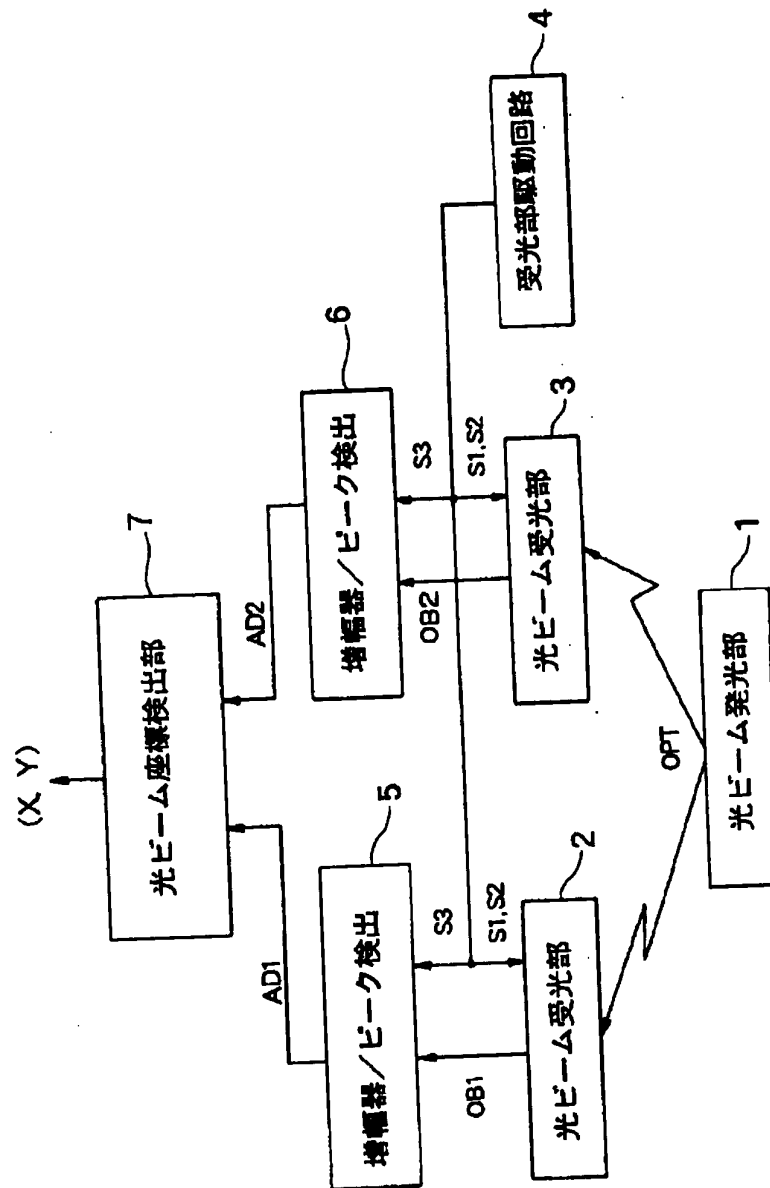 (X, Y)
光ビーム座標検出部
7
AD1
AD2
増幅器/ピーク検出
5
増幅器/ピーク検出
6
OB1
S3
S1,S2
OB2
S3
S1,S2
光ビーム受光部
2
光ビーム受光部
3
受光部駆動回路
4
OPT
光ビーム発光部
1